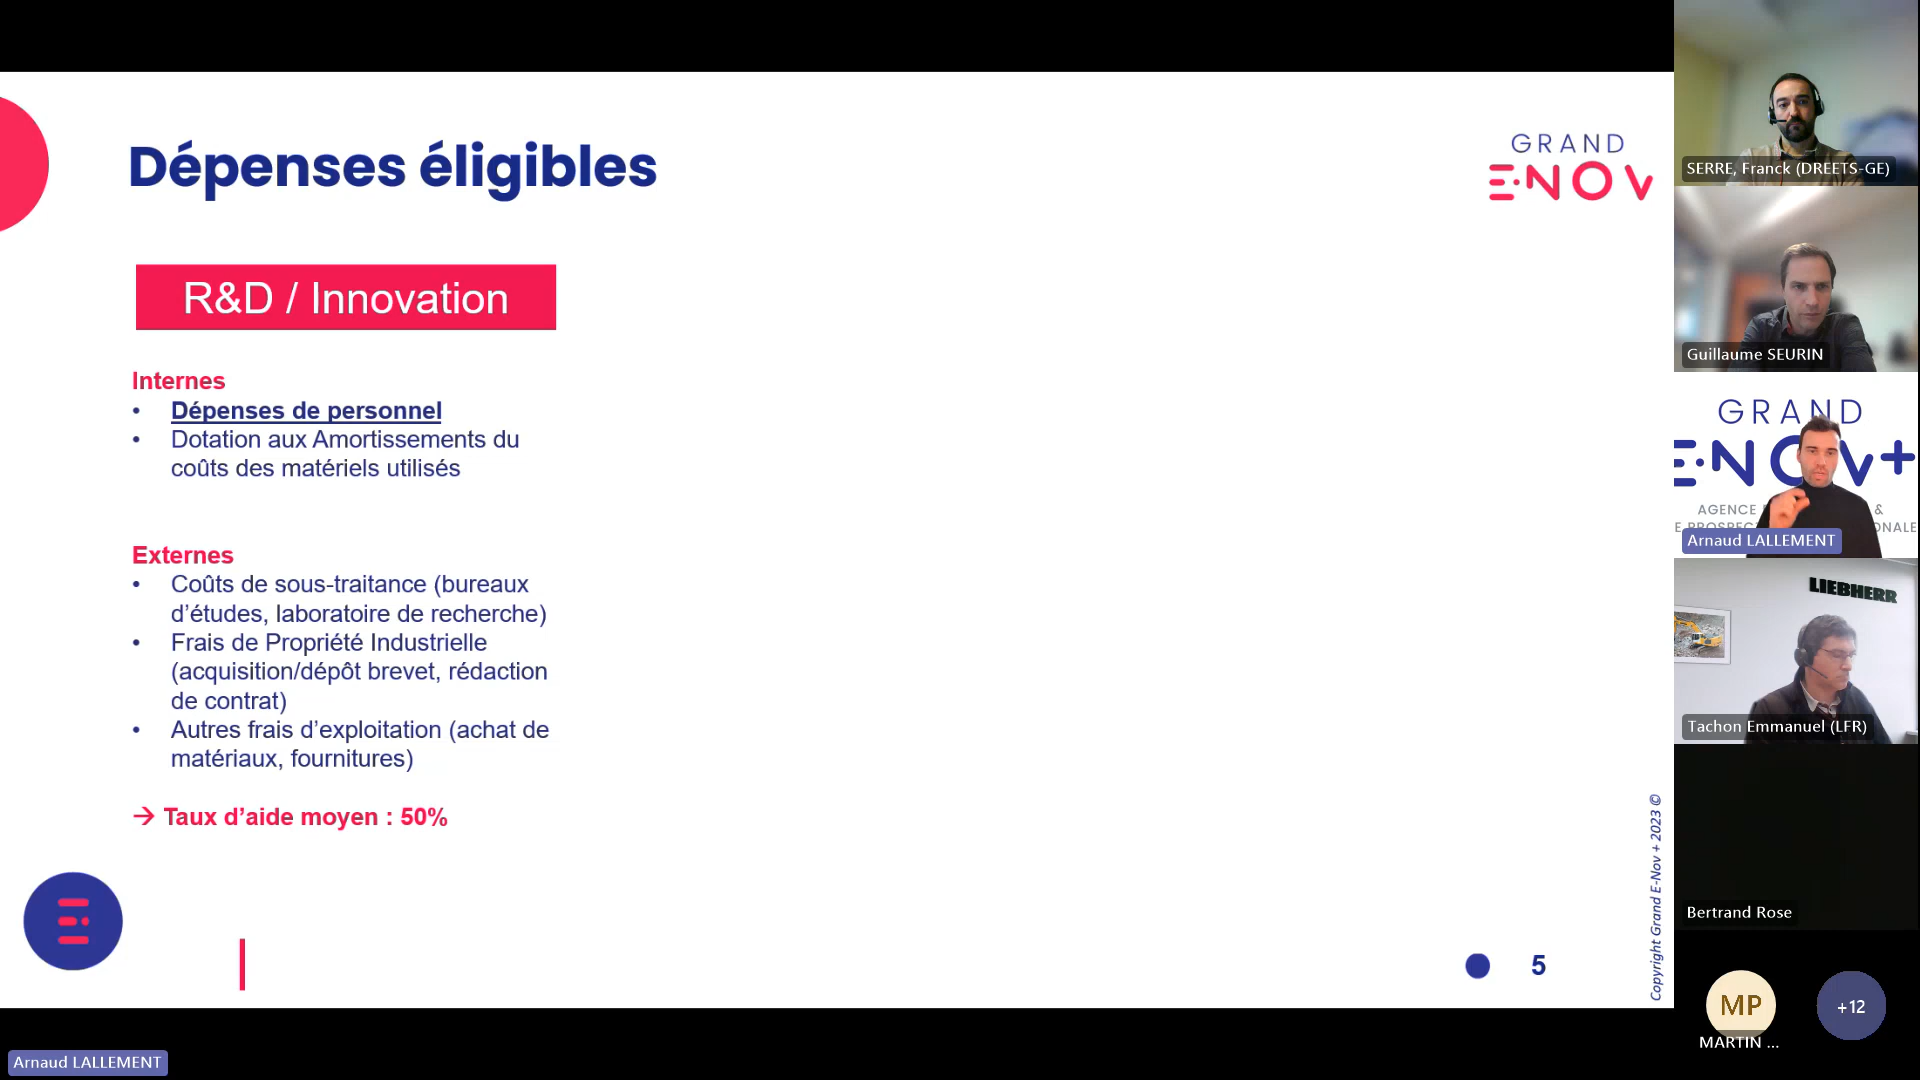 Dépenses éligibles
GRAND
E·NOV
R&D / Innovation
Internes
• Dépenses de personnel
• Dotation aux Amortissements du
coûts des matériels utilisés
Externes
• Coûts de sous-traitance (bureaux
d’études, laboratoire de recherche)
• Frais de Propriété Industrielle
(acquisition/dépôt brevet, rédaction
de contrat)
• Autres frais d’exploitation (achat de
matériaux, fournitures)
→ Taux d’aide moyen : 50%
5
Copyright Grand E-Nov + 2023 ©
Arnaud LALLEMENT
SERRE, Franck (DREETS-GE)
Guillaume SEURIN
GRAND
E·NOV+
AGENCE &
Arnaud LALLEMENT
LIEBHERR
Tachon Emmanuel (LFR)
Bertrand Rose
MP
MARTIN ...
+12